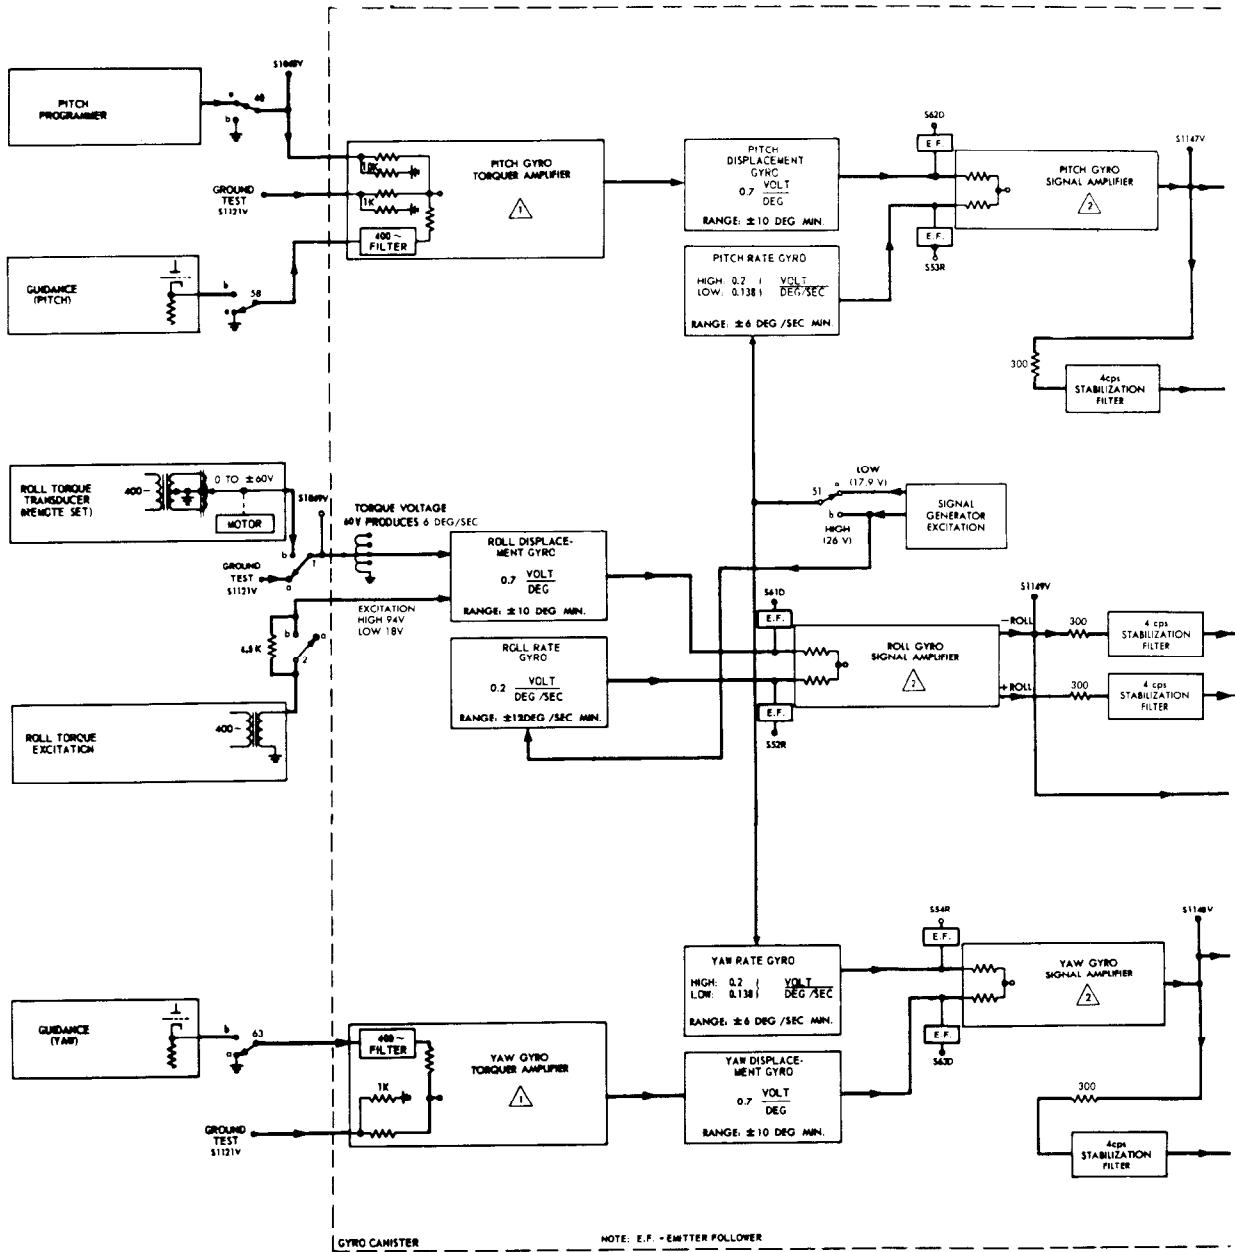 S1068V
PITCH
PROGRAMMER
a
48
b
10K
1K
PITCH GYRO
TORQUER AMPLIFIER
1
GROUND
TEST
S1121V
400~
FILTER
GUIDANCE
(PITCH)
b
58
a
PITCH
DISPLACEMENT
GYRO
0.7 VOLT
DEG
RANGE: ±10 DEG MIN.
S62D
E.F.
PITCH GYRO
SIGNAL AMPLIFIER
2
S1147V
PITCH RATE GYRO
HIGH: 0.2 VOLT
LOW: 0.138 DEG/SEC
RANGE: ±6 DEG /SEC MIN.
E.F.
S53R
300
4cps
STABILIZATION
FILTER
ROLL TORQUE
TRANSDUCER
(REMOTE SET)
400~
0 TO ±60V
MOTOR
S1069V
b
1
a
GROUND
TEST
S1121V
TORQUE VOLTAGE
60V PRODUCES 6 DEG/SEC
ROLL DISPLACE-
MENT GYRO
0.7 VOLT
DEG
RANGE: ±10 DEG MIN.
LOW
(17.9 V)
51
a
b
HIGH
(26 V)
SIGNAL
GENERATOR
EXCITATION
EXCITATION
HIGH 94V
LOW 18V
b
a
2
ROLL RATE
GYRO
0.2 VOLT
DEG/SEC
RANGE: ±12DEG /SEC MIN.
S61D
E.F.
ROLL GYRO
SIGNAL AMPLIFIER
2
E.F.
S52R
S1149V
—ROLL
300
4 cps
STABILIZATION
FILTER
+ROLL
300
4 cps
STABILIZATION
FILTER
ROLL TORQUE
EXCITATION
400~
YAW RATE GYRO
HIGH: 0.2 VOLT
LOW: 0.138 DEG/SEC
RANGE: ±6 DEG /SEC MIN.
S54R
E.F.
YAW GYRO
SIGNAL AMPLIFIER
2
E.F.
S63D
S1148V
GUIDANCE
(YAW)
b
63
a
400~
FILTER
1K
YAW GYRO
TORQUER AMPLIFIER
1
YAW DISPLACE-
MENT GYRO
0.7 VOLT
DEG
RANGE: ±10 DEG MIN.
300
4cps
STABILIZATION
FILTER
GROUND
TEST
S1121V
GYRO CANISTER
NOTE: E.F. - EMITTER FOLLOWER